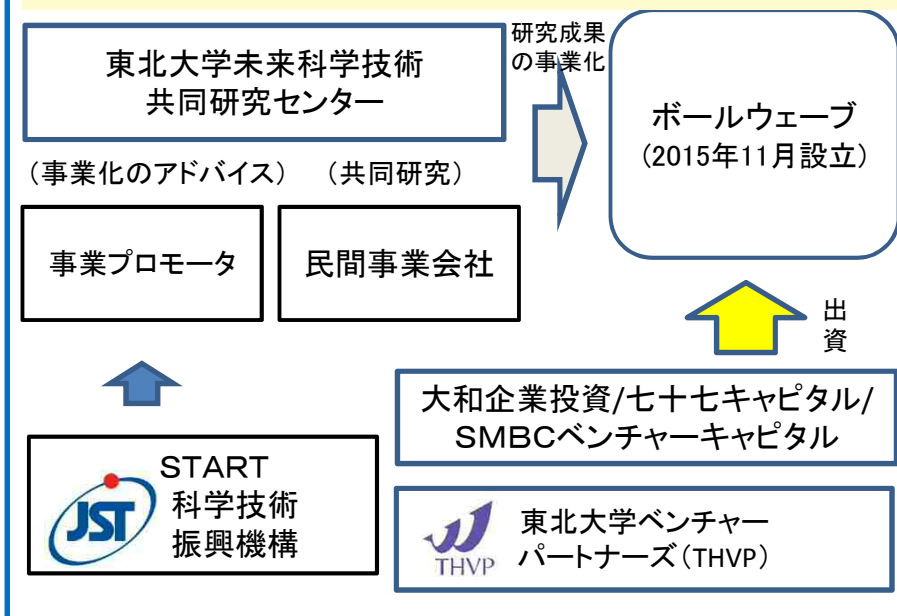 東北大学未来科学技術
共同研究センター
研究成果
の事業化
ボールウェーブ
（2015年11月設立）
（事業化のアドバイス）
（共同研究）
事業プロモータ
民間事業会社
出
資
大和企業投資/七十七キャピタル/
SMBCベンチャーキャピタル
JST
START
科学技術
振興機構
THVP
東北大学ベンチャー
パートナーズ（THVP）